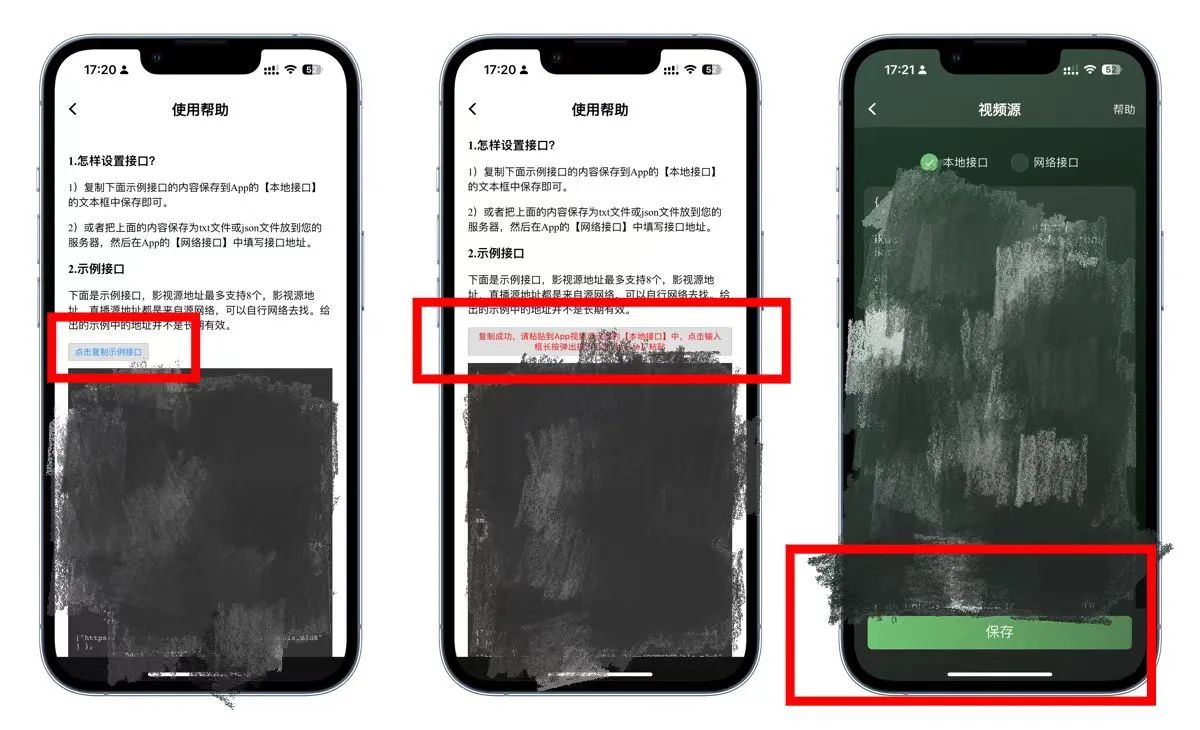 17:20
52
使用帮助
1.怎样设置接口?
1）复制下面示例接口的内容保存到App的【本地接口】
的文本框中保存即可。
2）或者把上面的内容保存为txt文件或json文件放到您的
服务器，然后在App的【网络接口】中填写接口地址。
2.示例接口
下面是示例接口，影视源地址最多支持8个，影视源地
址、直播源地址都是来自源网络，可以自行网络去找。给
出的示例中的地址并不是长期有效。
点击复制示例接口
{"https:
] },
17:20
52
使用帮助
1.怎样设置接口?
1）复制下面示例接口的内容保存到App的【本地接口】
的文本框中保存即可。
2）或者把上面的内容保存为txt文件或json文件放到您的
服务器，然后在App的【网络接口】中填写接口地址。
2.示例接口
下面是示例接口，影视源地址最多支持8个，影视源地
址、直播源地址都是来自源网络，可以自行网络去找。给
出的示例中的地址并不是长期有效。
复制成功，请粘贴到App视频 的【本地接口】中，点击输入
框长按弹出 粘贴
17:21
52
视频源
帮助
本地接口
网络接口
{
保存